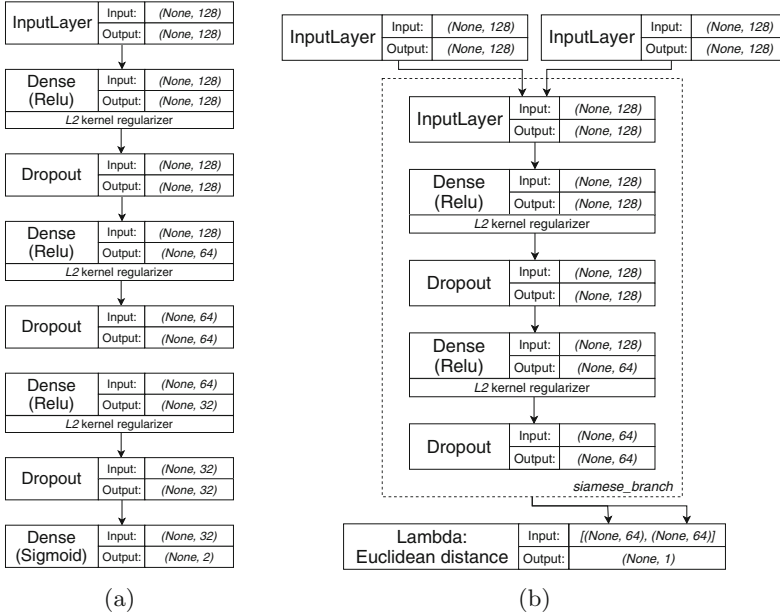 InputLayer Input: (None, 128)
Output: (None, 128)
Dense (Relu) Input: (None, 128)
Output: (None, 128)
L2 kernel regularizer
Dropout Input: (None, 128)
Output: (None, 128)
Dense (Relu) Input: (None, 128)
Output: (None, 64)
L2 kernel regularizer
Dropout Input: (None, 64)
Output: (None, 64)
Dense (Relu) Input: (None, 64)
Output: (None, 32)
L2 kernel regularizer
Dropout Input: (None, 32)
Output: (None, 32)
Dense (Sigmoid) Input: (None, 32)
Output: (None, 2)
(a)
InputLayer Input: (None, 128)
Output: (None, 128)
InputLayer Input: (None, 128)
Output: (None, 128)
InputLayer Input: (None, 128)
Output: (None, 128)
Dense (Relu) Input: (None, 128)
Output: (None, 128)
L2 kernel regularizer
Dropout Input: (None, 128)
Output: (None, 128)
Dense (Relu) Input: (None, 128)
Output: (None, 64)
L2 kernel regularizer
Dropout Input: (None, 64)
Output: (None, 64)
siamese_branch
Lambda: Euclidean distance Input: [(None, 64), (None, 64)]
Output: (None, 1)
(b)